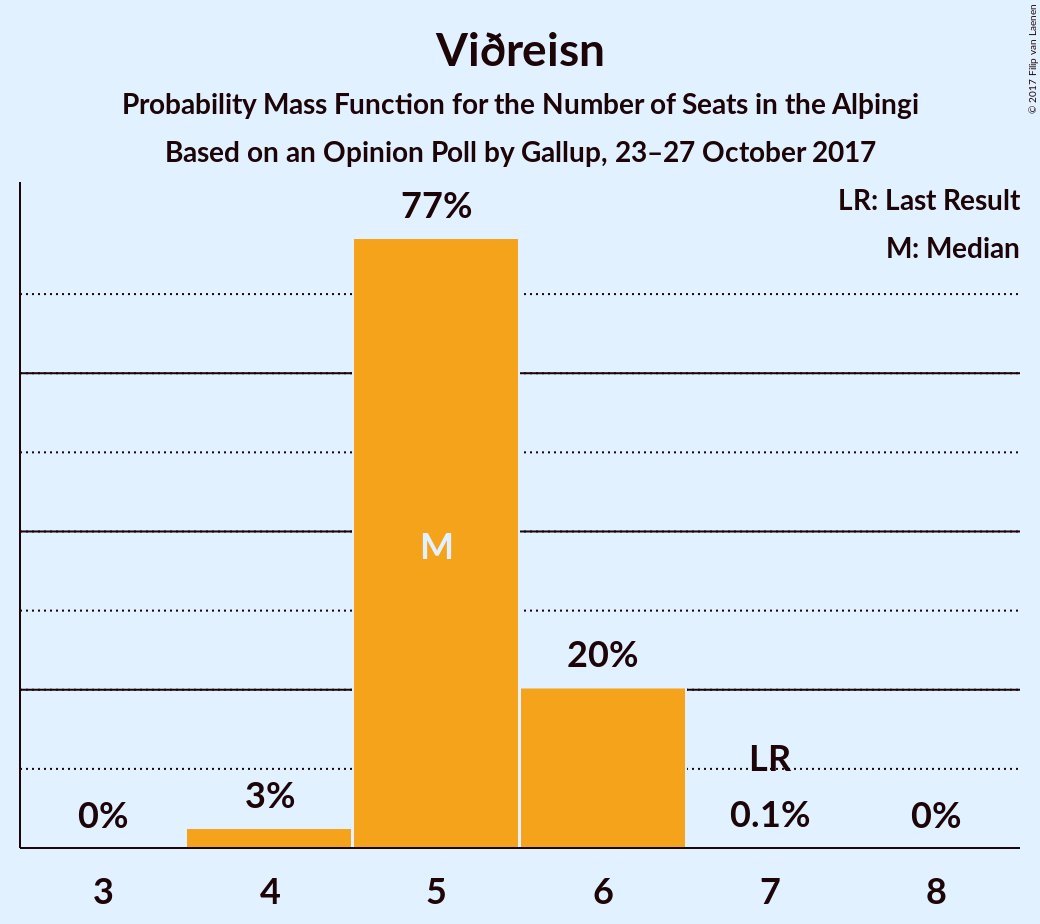 Viðreisn
Probability Mass Function for the Number of Seats in the Alþingi
Based on an Opinion Poll by Gallup, 23–27 October 2017
© 2017 Filip van Laenen
LR: Last Result
M: Median
77%
M
20%
LR
3%
0%
0.1%
0%
3 4 5 6 7 8